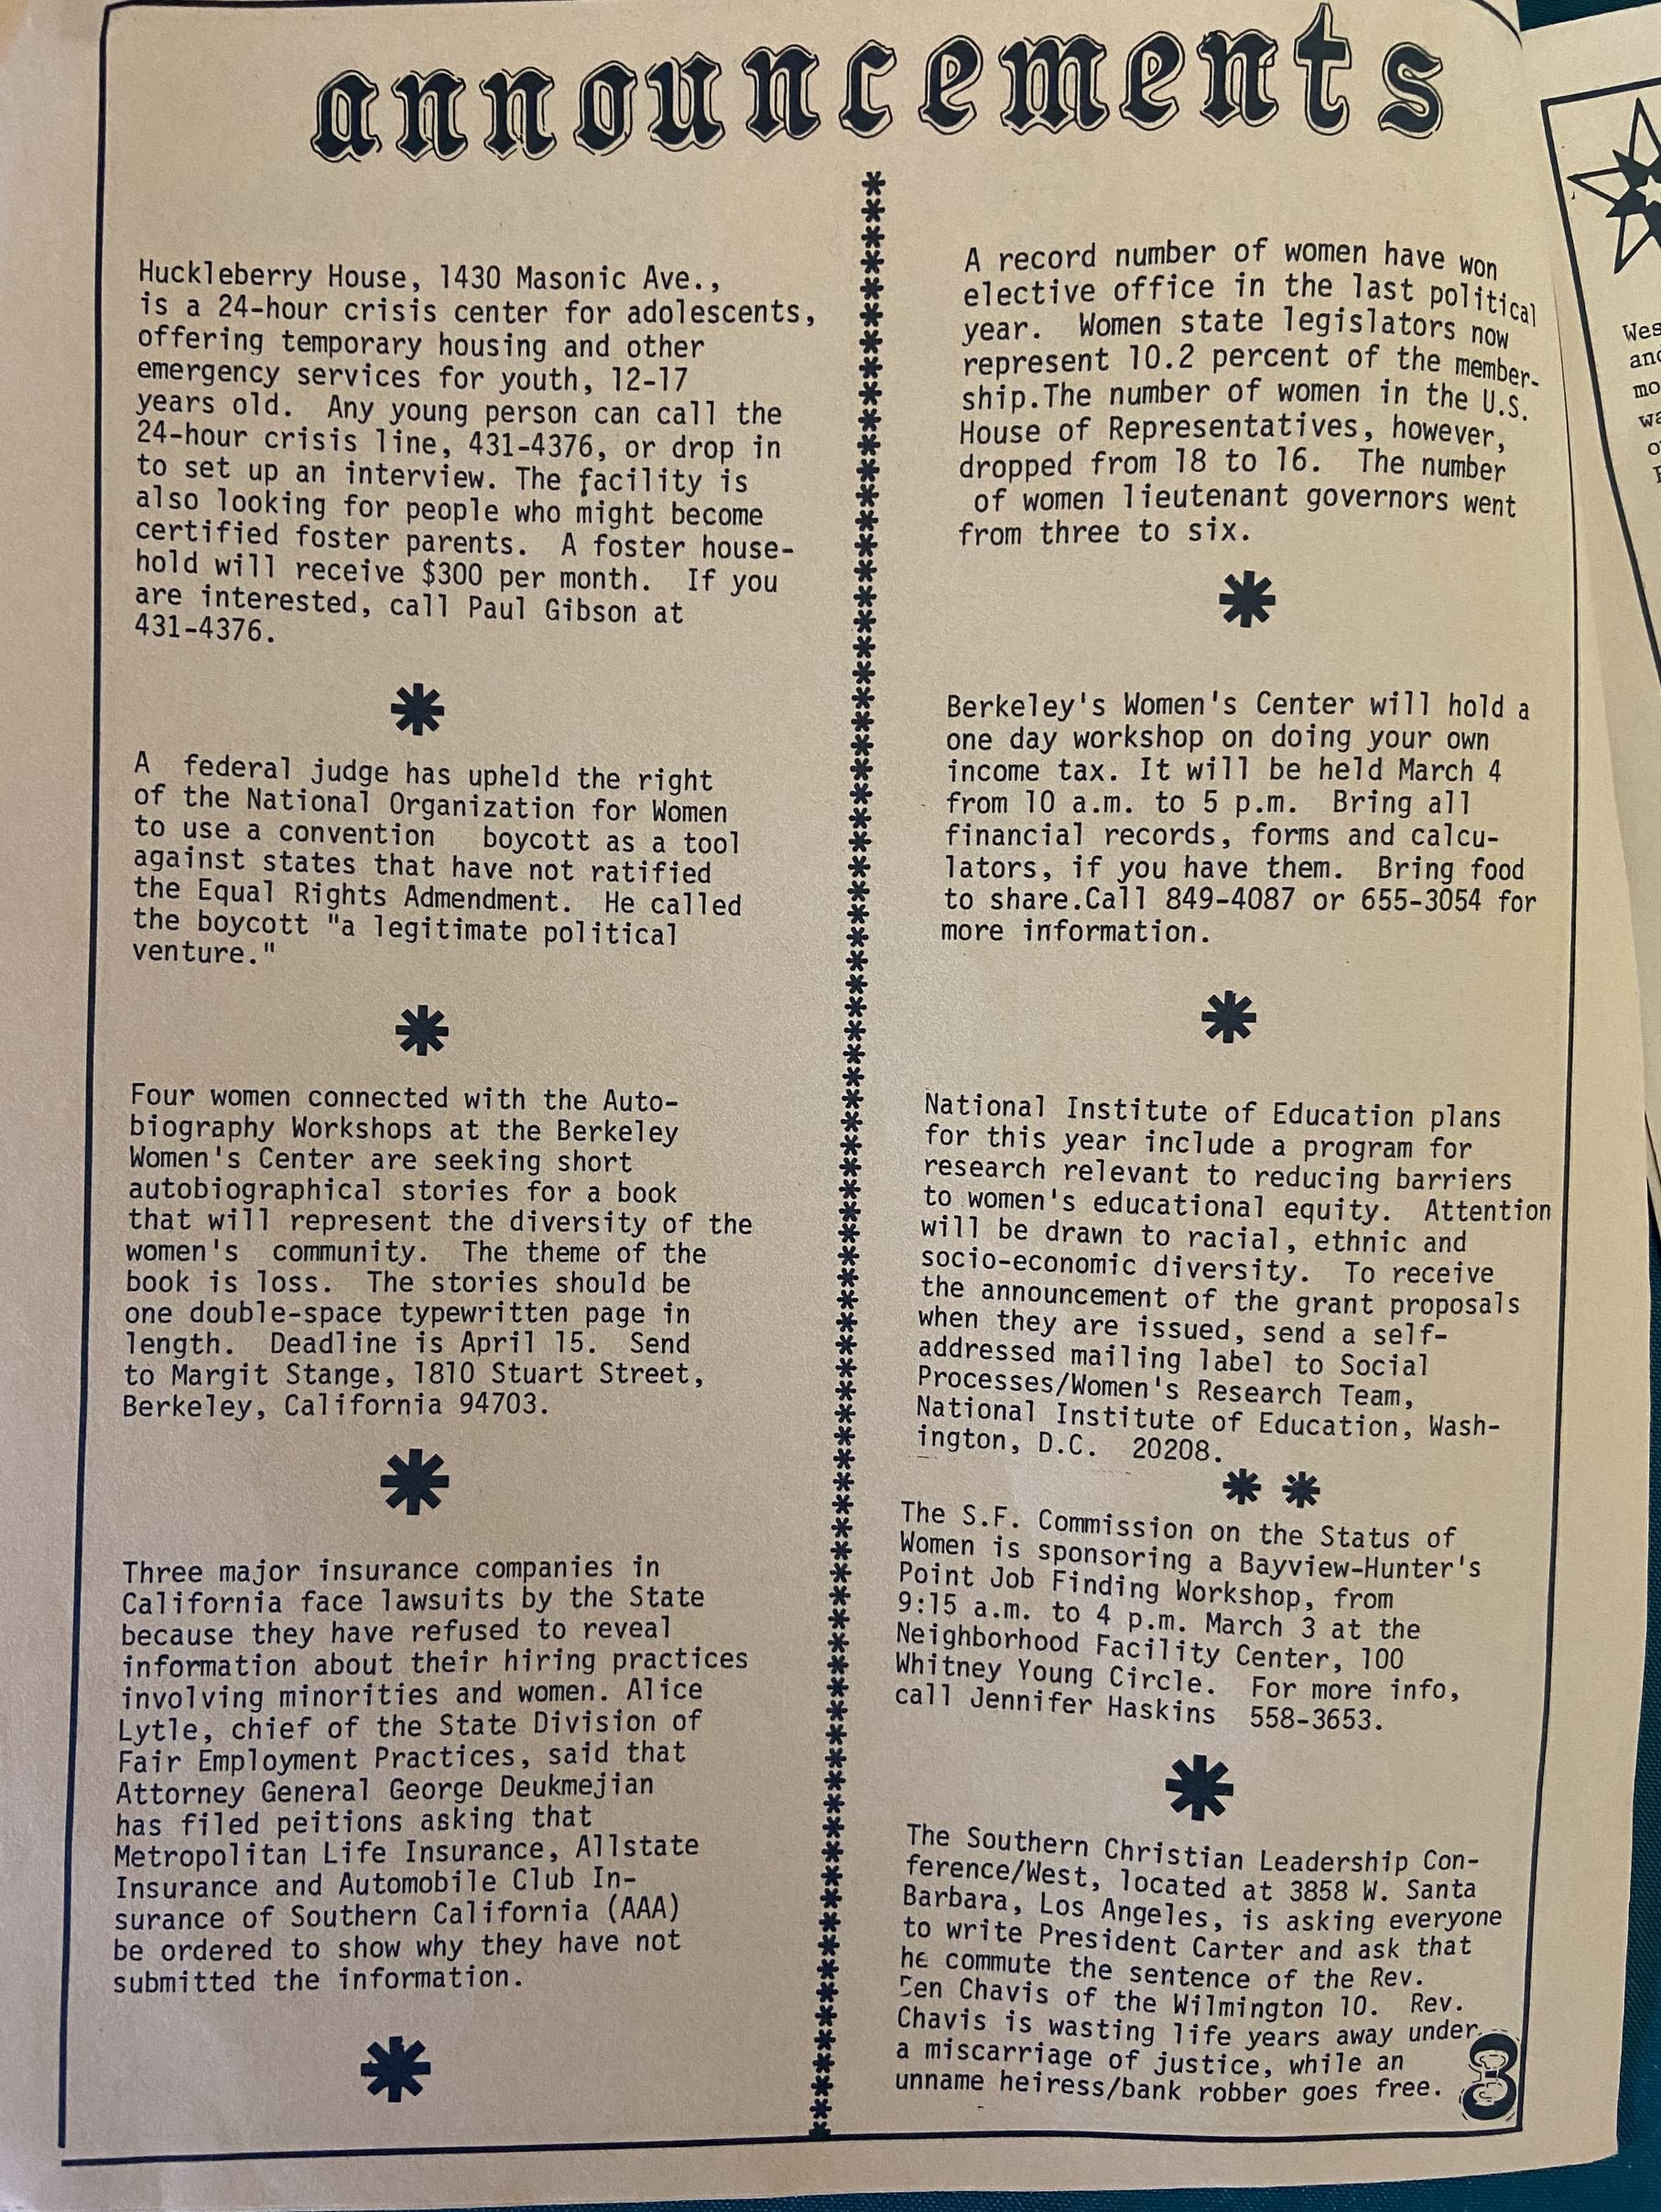 announcements
Huckleberry House, 1430 Masonic Ave.,
is a 24-hour crisis center for adolescents,
offering temporary housing and other
emergency services for youth, 12-17
years old.  Any young person can call the
24-hour crisis line, 431-4376, or drop in
to set up an interview. The facility is
also looking for people who might become
certified foster parents.  A foster house-
hold will receive $300 per month.  If you
are interested, call Paul Gibson at
431-4376.
A  federal judge has upheld the right
of the National Organization for Women
to use a convention   boycott as a tool
against states that have not ratified
the Equal Rights Admendment.  He called
the boycott "a legitimate political
venture."
Four women connected with the Auto-
biography Workshops at the Berkeley
Women's Center are seeking short
autobiographical stories for a book
that will represent the diversity of the
women's  community.  The theme of the
book is loss.  The stories should be
one double-space typewritten page in
length.  Deadline is April 15.  Send
to Margit Stange, 1810 Stuart Street,
Berkeley, California 94703.
Three major insurance companies in
California face lawsuits by the State
because they have refused to reveal
information about their hiring practices
involving minorities and women. Alice
Lytle, chief of the State Division of
Fair Employment Practices, said that
Attorney General George Deukmejian
has filed peitions asking that
Metropolitan Life Insurance, Allstate
Insurance and Automobile Club In-
surance of Southern California (AAA)
be ordered to show why they have not
submitted the information.
A record number of women have won
elective office in the last political
year.  Women state legislators now
represent 10.2 percent of the member-
ship.The number of women in the U.S.
House of Representatives, however,
dropped from 18 to 16.  The number
of women lieutenant governors went
from three to six.
Berkeley's Women's Center will hold a
one day workshop on doing your own
income tax. It will be held March 4
from 10 a.m. to 5 p.m.  Bring all
financial records, forms and calcu-
lators, if you have them.  Bring food
to share.Call 849-4087 or 655-3054 for
more information.
National Institute of Education plans
for this year include a program for
research relevant to reducing barriers
to women's educational equity.  Attention
will be drawn to racial, ethnic and
socio-economic diversity.  To receive
the announcement of the grant proposals
when they are issued, send a self-
addressed mailing label to Social
Processes/Women's Research Team,
National Institute of Education, Wash-
ington, D.C.  20208.
The S.F. Commission on the Status of
Women is sponsoring a Bayview-Hunter's
Point Job Finding Workshop, from
9:15 a.m. to 4 p.m. March 3 at the
Neighborhood Facility Center, 100
Whitney Young Circle.  For more info,
call Jennifer Haskins  558-3653.
The Southern Christian Leadership Con-
ference/West, located at 3858 W. Santa
Barbara, Los Angeles, is asking everyone
to write President Carter and ask that
he commute the sentence of the Rev.
Ben Chavis of the Wilmington 10.  Rev.
Chavis is wasting life years away under
a miscarriage of justice, while an
unname heiress/bank robber goes free.
3